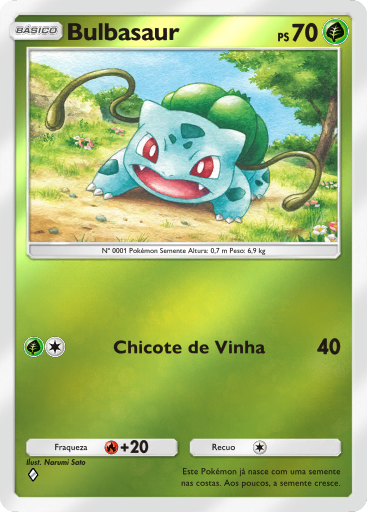 BÁSICO Bulbasaur PS 70
Nº 0001 Pokémon Semente Altura: 0,7 m Peso: 6,9 kg
Chicote de Vinha 40
Fraqueza +20 Recuo
Ilust. Narumi Sato
Este Pokémon já nasce com uma semente
nas costas. Aos poucos, a semente cresce.